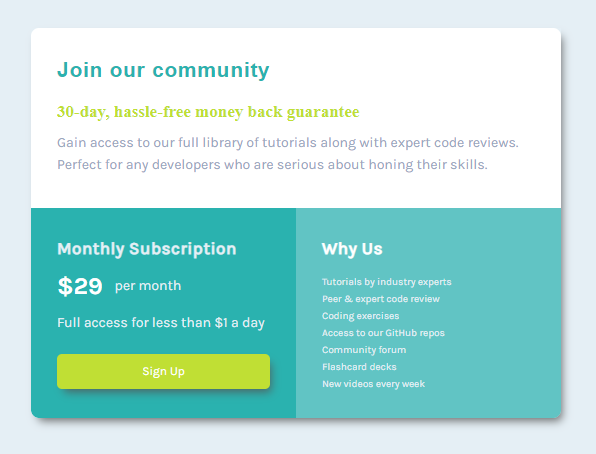 Join our community
30-day, hassle-free money back guarantee
Gain access to our full library of tutorials along with expert code reviews.
Perfect for any developers who are serious about honing their skills.
Monthly Subscription
$29 per month
Full access for less than $1 a day
Sign Up
Why Us
Tutorials by industry experts
Peer & expert code review
Coding exercises
Access to our GitHub repos
Community forum
Flashcard decks
New videos every week